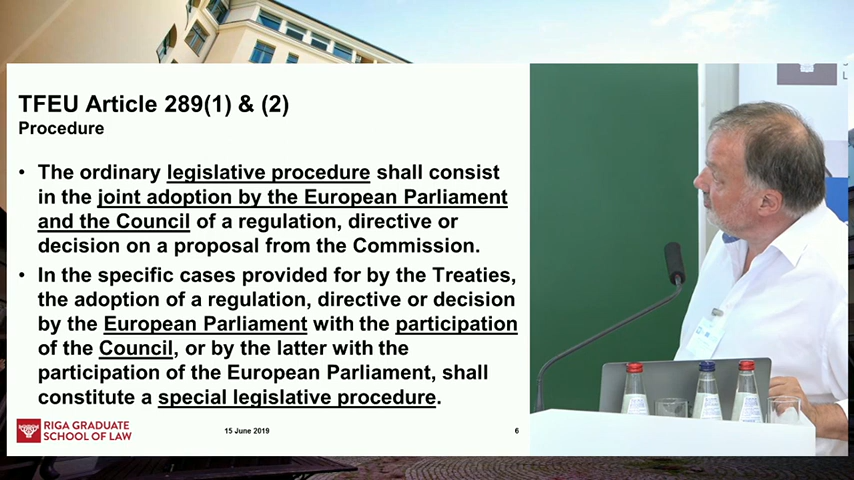 TFEU Article 289(1) & (2)
Procedure
• The ordinary legislative procedure shall consist
in the joint adoption by the European Parliament
and the Council of a regulation, directive or
decision on a proposal from the Commission.
• In the specific cases provided for by the Treaties,
the adoption of a regulation, directive or decision
by the European Parliament with the participation
of the Council, or by the latter with the
participation of the European Parliament, shall
constitute a special legislative procedure.
RIGA GRADUATE
SCHOOL OF LAW
15 June 2019
6